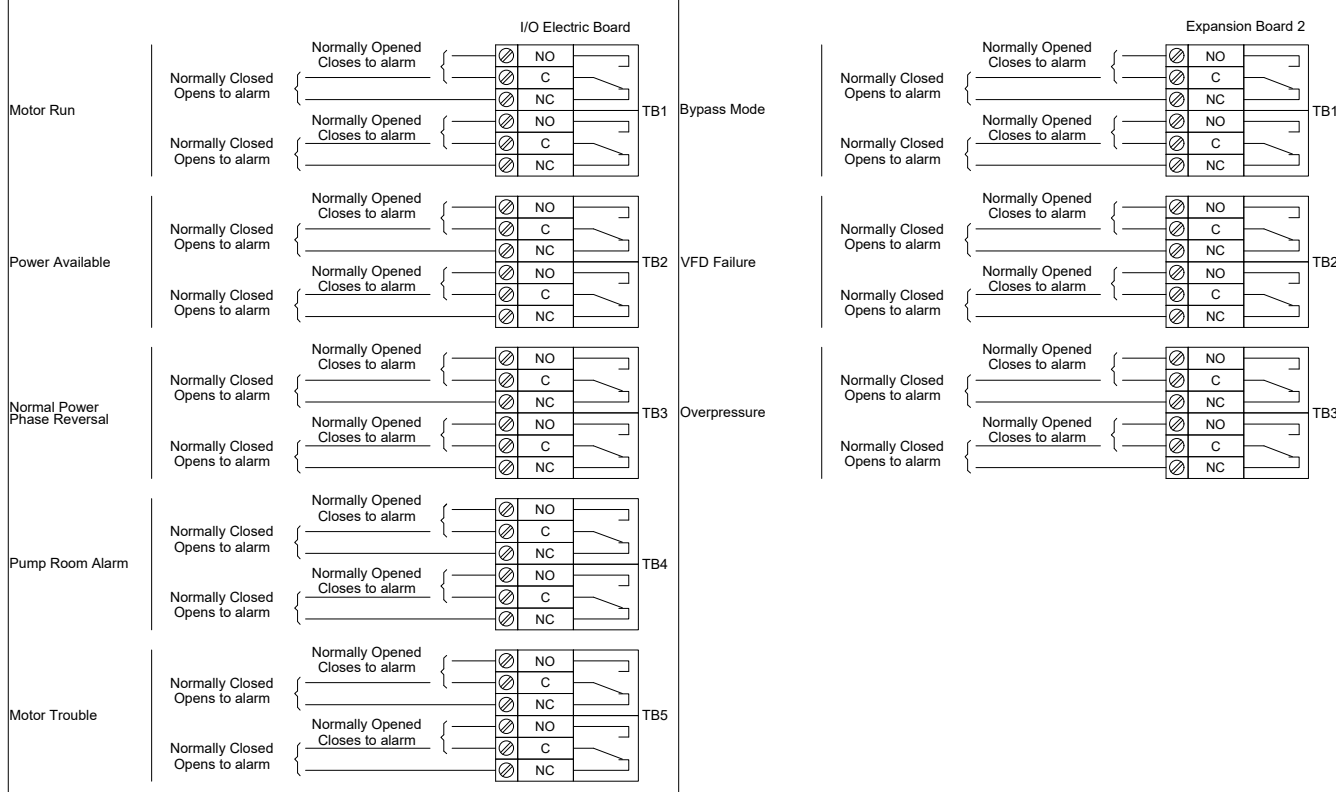 I/O Electric Board
Motor Run
Normally Opened
Closes to alarm
Normally Closed
Opens to alarm
Normally Opened
Closes to alarm
Normally Closed
Opens to alarm
NO
C
NC
NO
C
NC
TB1
Power Available
Normally Opened
Closes to alarm
Normally Closed
Opens to alarm
Normally Opened
Closes to alarm
Normally Closed
Opens to alarm
NO
C
NC
NO
C
NC
TB2
Normal Power
Phase Reversal
Normally Opened
Closes to alarm
Normally Closed
Opens to alarm
Normally Opened
Closes to alarm
Normally Closed
Opens to alarm
NO
C
NC
NO
C
NC
TB3
Pump Room Alarm
Normally Opened
Closes to alarm
Normally Closed
Opens to alarm
Normally Opened
Closes to alarm
Normally Closed
Opens to alarm
NO
C
NC
NO
C
NC
TB4
Motor Trouble
Normally Opened
Closes to alarm
Normally Closed
Opens to alarm
Normally Opened
Closes to alarm
Normally Closed
Opens to alarm
NO
C
NC
NO
C
NC
TB5
Expansion Board 2
Bypass Mode
Normally Opened
Closes to alarm
Normally Closed
Opens to alarm
Normally Opened
Closes to alarm
Normally Closed
Opens to alarm
NO
C
NC
NO
C
NC
TB1
VFD Failure
Normally Opened
Closes to alarm
Normally Closed
Opens to alarm
Normally Opened
Closes to alarm
Normally Closed
Opens to alarm
NO
C
NC
NO
C
NC
TB2
Overpressure
Normally Opened
Closes to alarm
Normally Closed
Opens to alarm
Normally Opened
Closes to alarm
Normally Closed
Opens to alarm
NO
C
NC
NO
C
NC
TB3